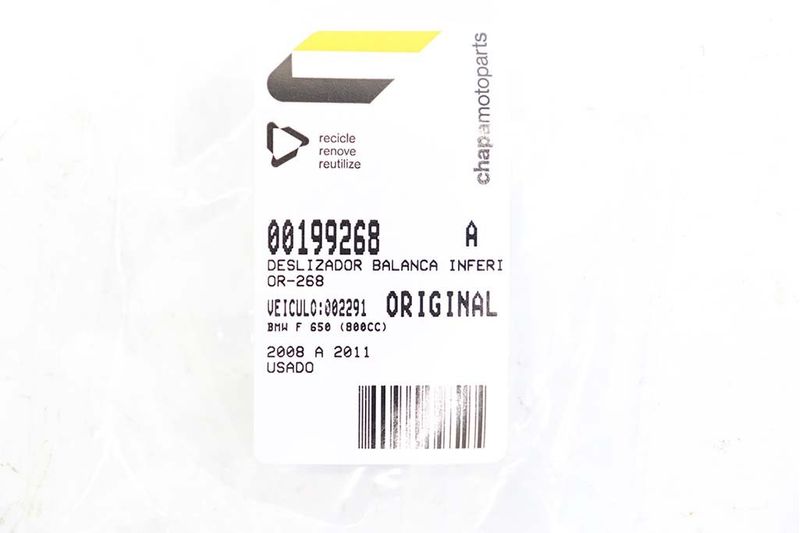 chapamotoparts
recicle
renove
reutilize
00199268 A
DESLIZADOR BALANCA INFERI
OR-268
VEICULO:002291 ORIGINAL
BMW F 650 (800CC)
2008 A 2011
USADO